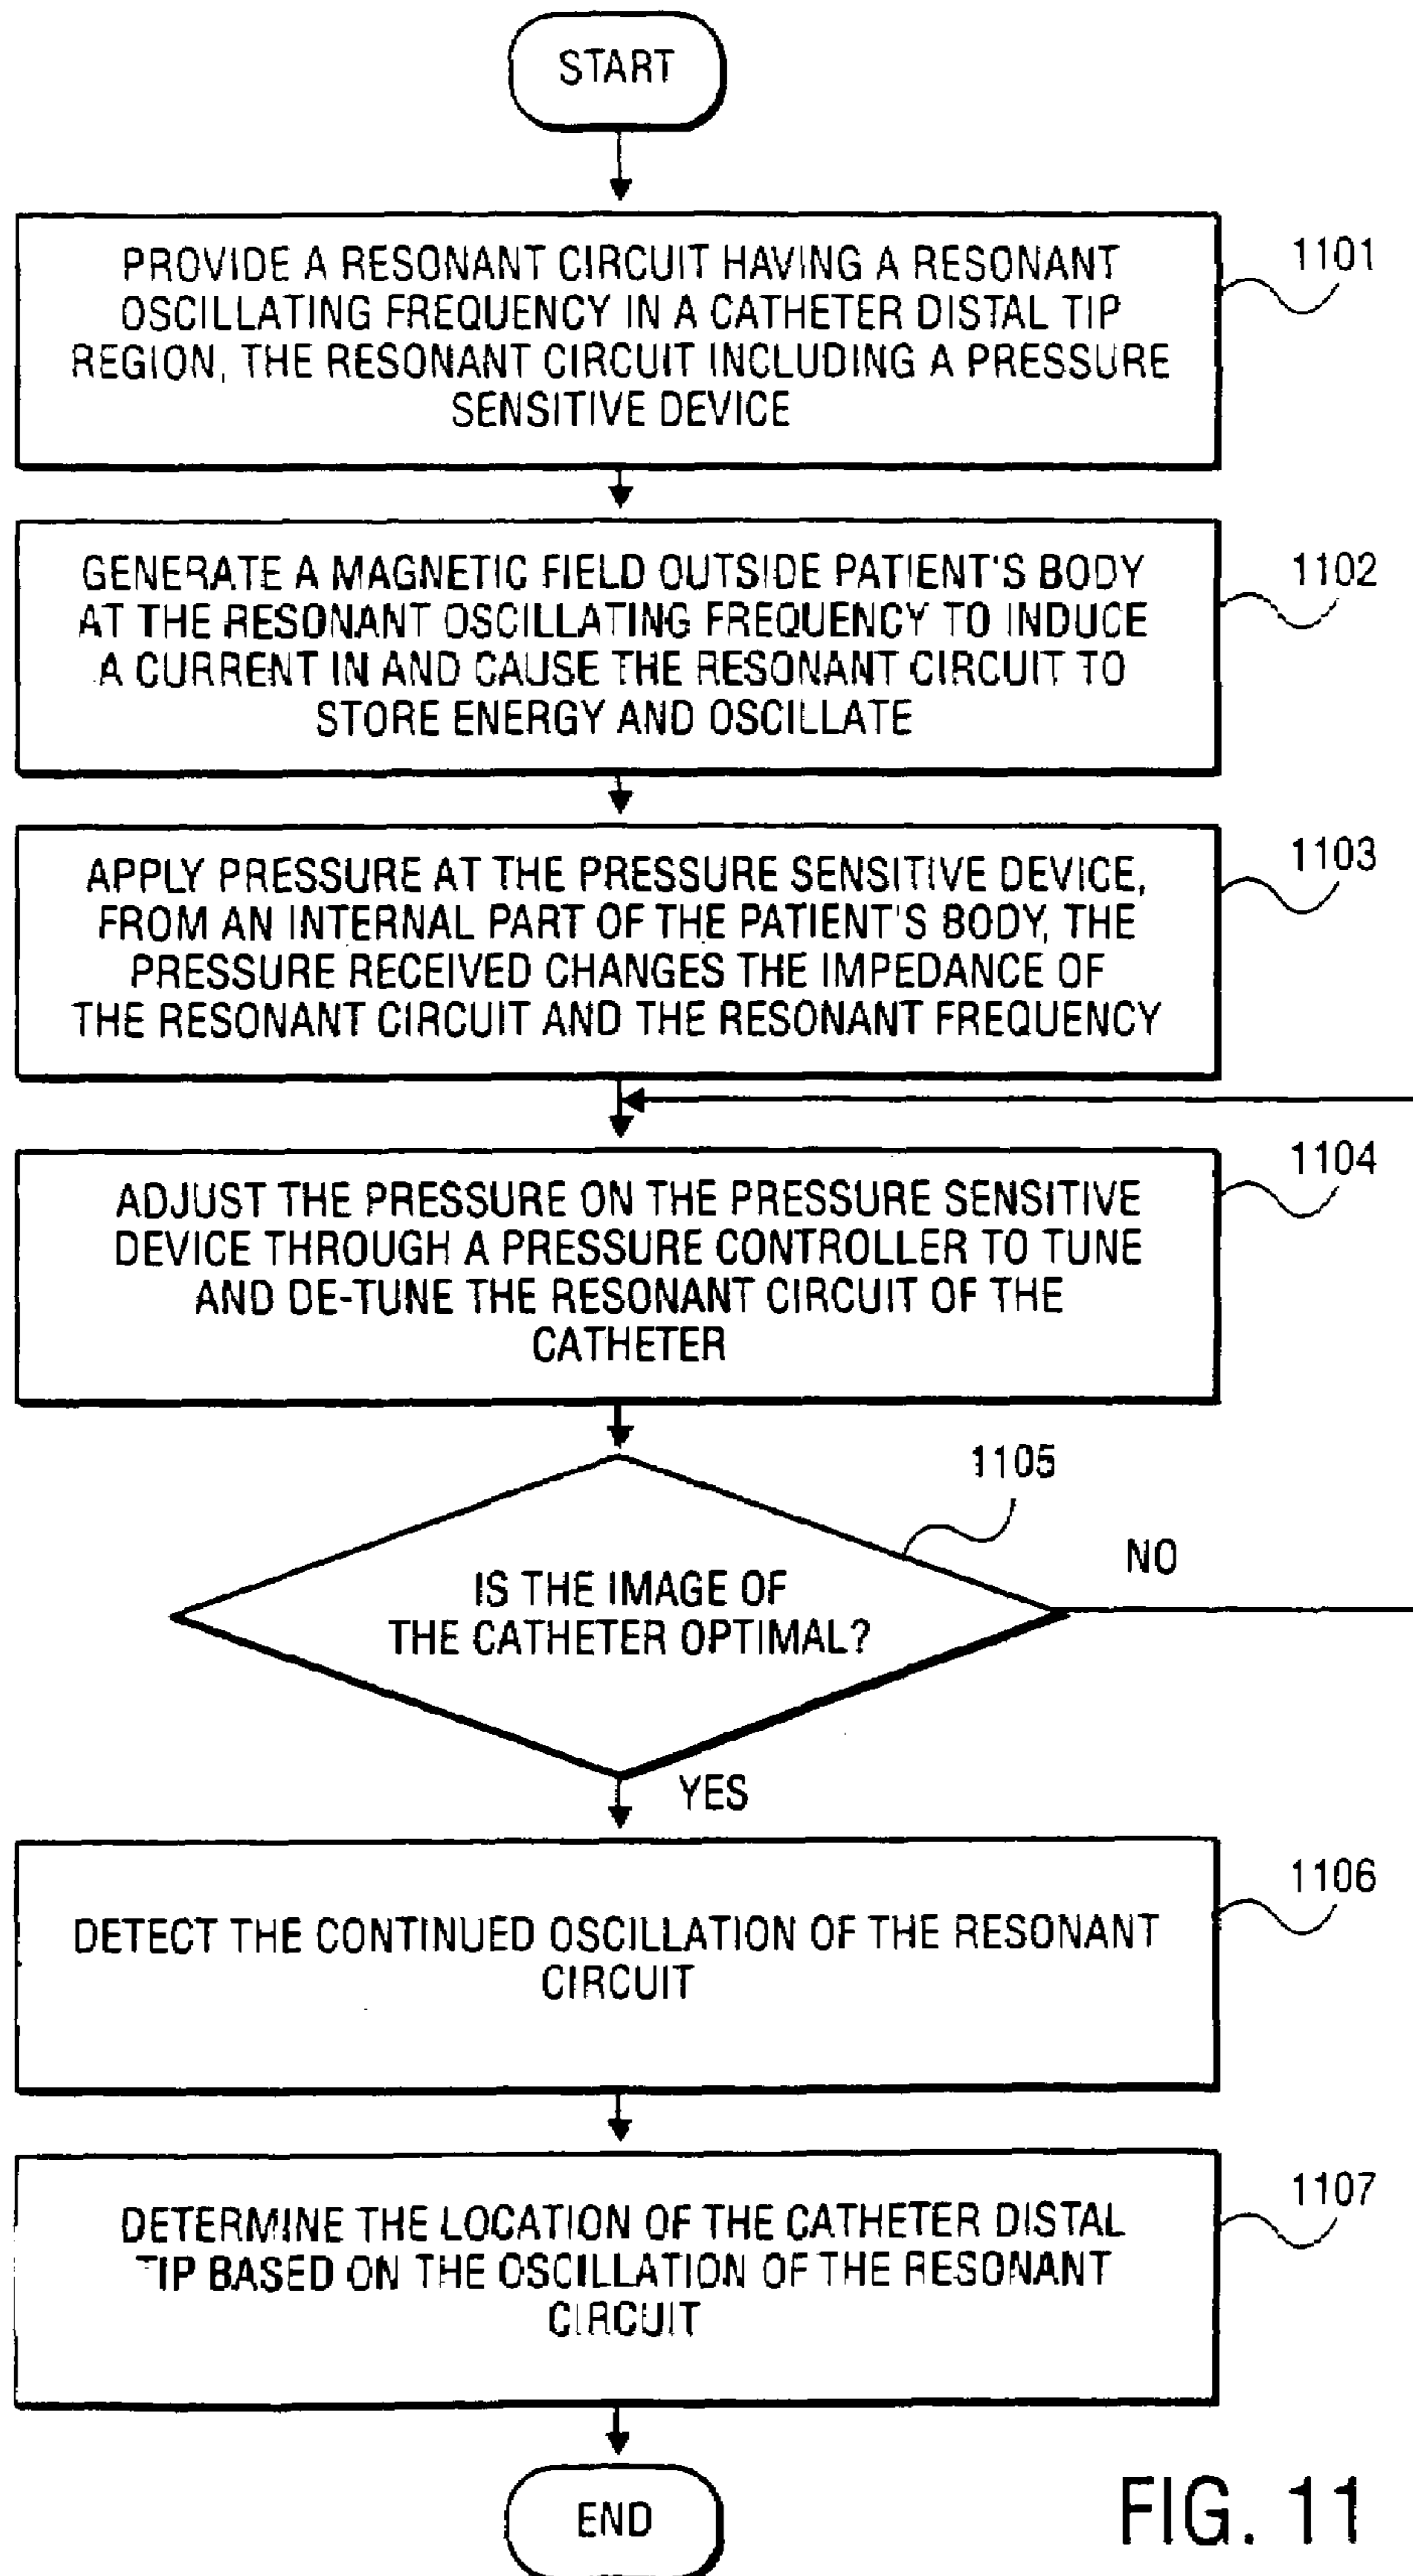 START
PROVIDE A RESONANT CIRCUIT HAVING A RESONANT
OSCILLATING FREQUENCY IN A CATHETER DISTAL TIP
REGION, THE RESONANT CIRCUIT INCLUDING A PRESSURE
SENSITIVE DEVICE
1101
GENERATE A MAGNETIC FIELD OUTSIDE PATIENT'S BODY
AT THE RESONANT OSCILLATING FREQUENCY TO INDUCE
A CURRENT IN AND CAUSE THE RESONANT CIRCUIT TO
STORE ENERGY AND OSCILLATE
1102
APPLY PRESSURE AT THE PRESSURE SENSITIVE DEVICE,
FROM AN INTERNAL PART OF THE PATIENT'S BODY, THE
PRESSURE RECEIVED CHANGES THE IMPEDANCE OF
THE RESONANT CIRCUIT AND THE RESONANT FREQUENCY
1103
ADJUST THE PRESSURE ON THE PRESSURE SENSITIVE
DEVICE THROUGH A PRESSURE CONTROLLER TO TUNE
AND DE-TUNE THE RESONANT CIRCUIT OF THE
CATHETER
1104
IS THE IMAGE OF
THE CATHETER OPTIMAL?
1105
NO
YES
DETECT THE CONTINUED OSCILLATION OF THE RESONANT
CIRCUIT
1106
DETERMINE THE LOCATION OF THE CATHETER DISTAL
TIP BASED ON THE OSCILLATION OF THE RESONANT
CIRCUIT
1107
END
FIG. 11